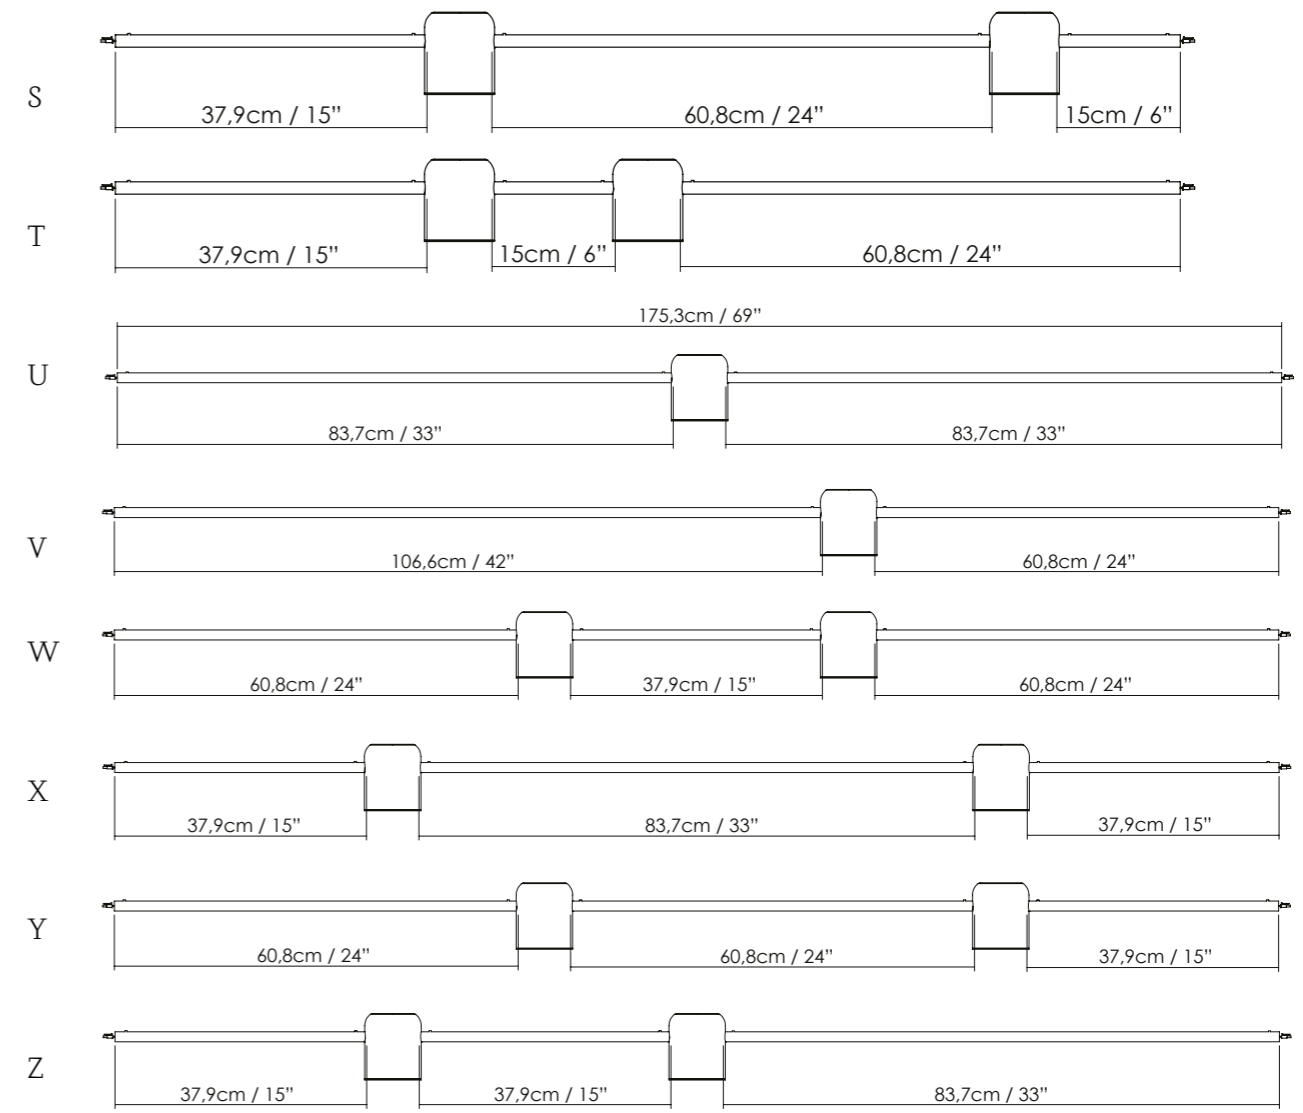 S
37,9cm / 15” 60,8cm / 24” 15cm / 6”
T
37,9cm / 15” 15cm / 6” 60,8cm / 24”
175,3cm / 69”
U
83,7cm / 33” 83,7cm / 33”
V
106,6cm / 42” 60,8cm / 24”
W
60,8cm / 24” 37,9cm / 15” 60,8cm / 24”
X
37,9cm / 15” 83,7cm / 33” 37,9cm / 15”
Y
60,8cm / 24” 60,8cm / 24” 37,9cm / 15”
Z
37,9cm / 15” 37,9cm / 15” 83,7cm / 33”